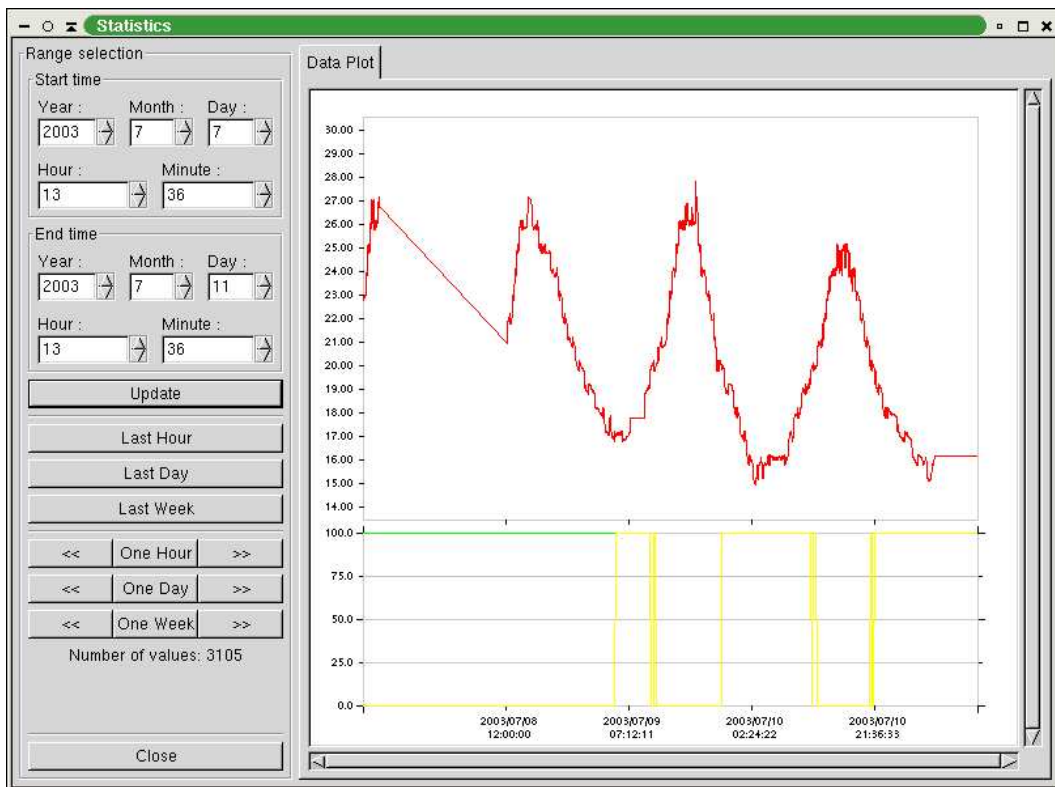 Statistics
Range selection
Start time
Year : Month : Day :
2003 7 7
Hour : Minute :
13 36
End time
Year : Month : Day :
2003 7 11
Hour : Minute :
13 36
Update
Last Hour
Last Day
Last Week
<< One Hour >>
<< One Day >>
<< One Week >>
Number of values: 3105
Close
Data Plot
30.00
29.00
28.00
27.00
26.00
25.00
24.00
23.00
22.00
21.00
20.00
19.00
18.00
17.00
16.00
15.00
14.00
100.0
75.0
50.0
25.0
0.0
2003/07/08 2003/07/09 2003/07/10 2003/07/10
12:00:00 07:12:11 02:24:22 21:36:33